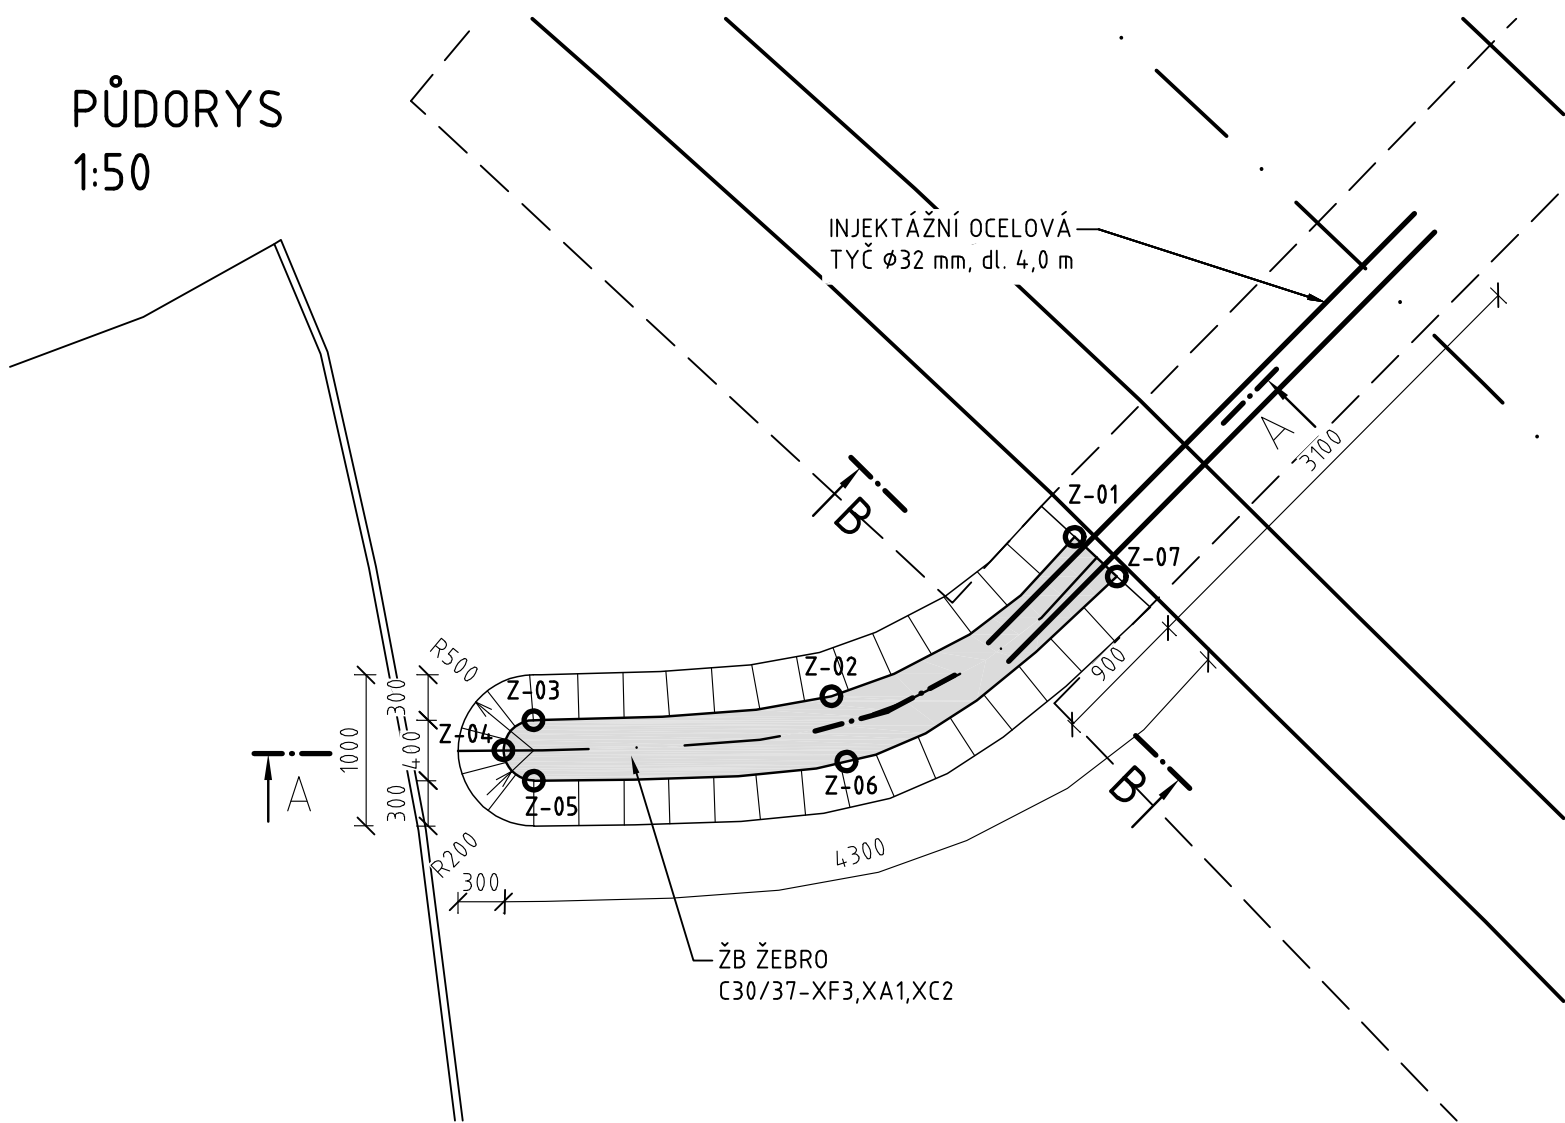 PŮDORYS
1:50
INJEKTÁŽNÍ OCELOVÁ
TYČ ϕ32 mm, dl. 4,0 m
A
3100
Z-01
B
Z-07
R500
900
Z-02
300
Z-03
Z-04
1000
400
A
Z-06
Z-05
B
300
R200
4300
300
ŽB ŽEBRO
C30/37-XF3,XA1,XC2